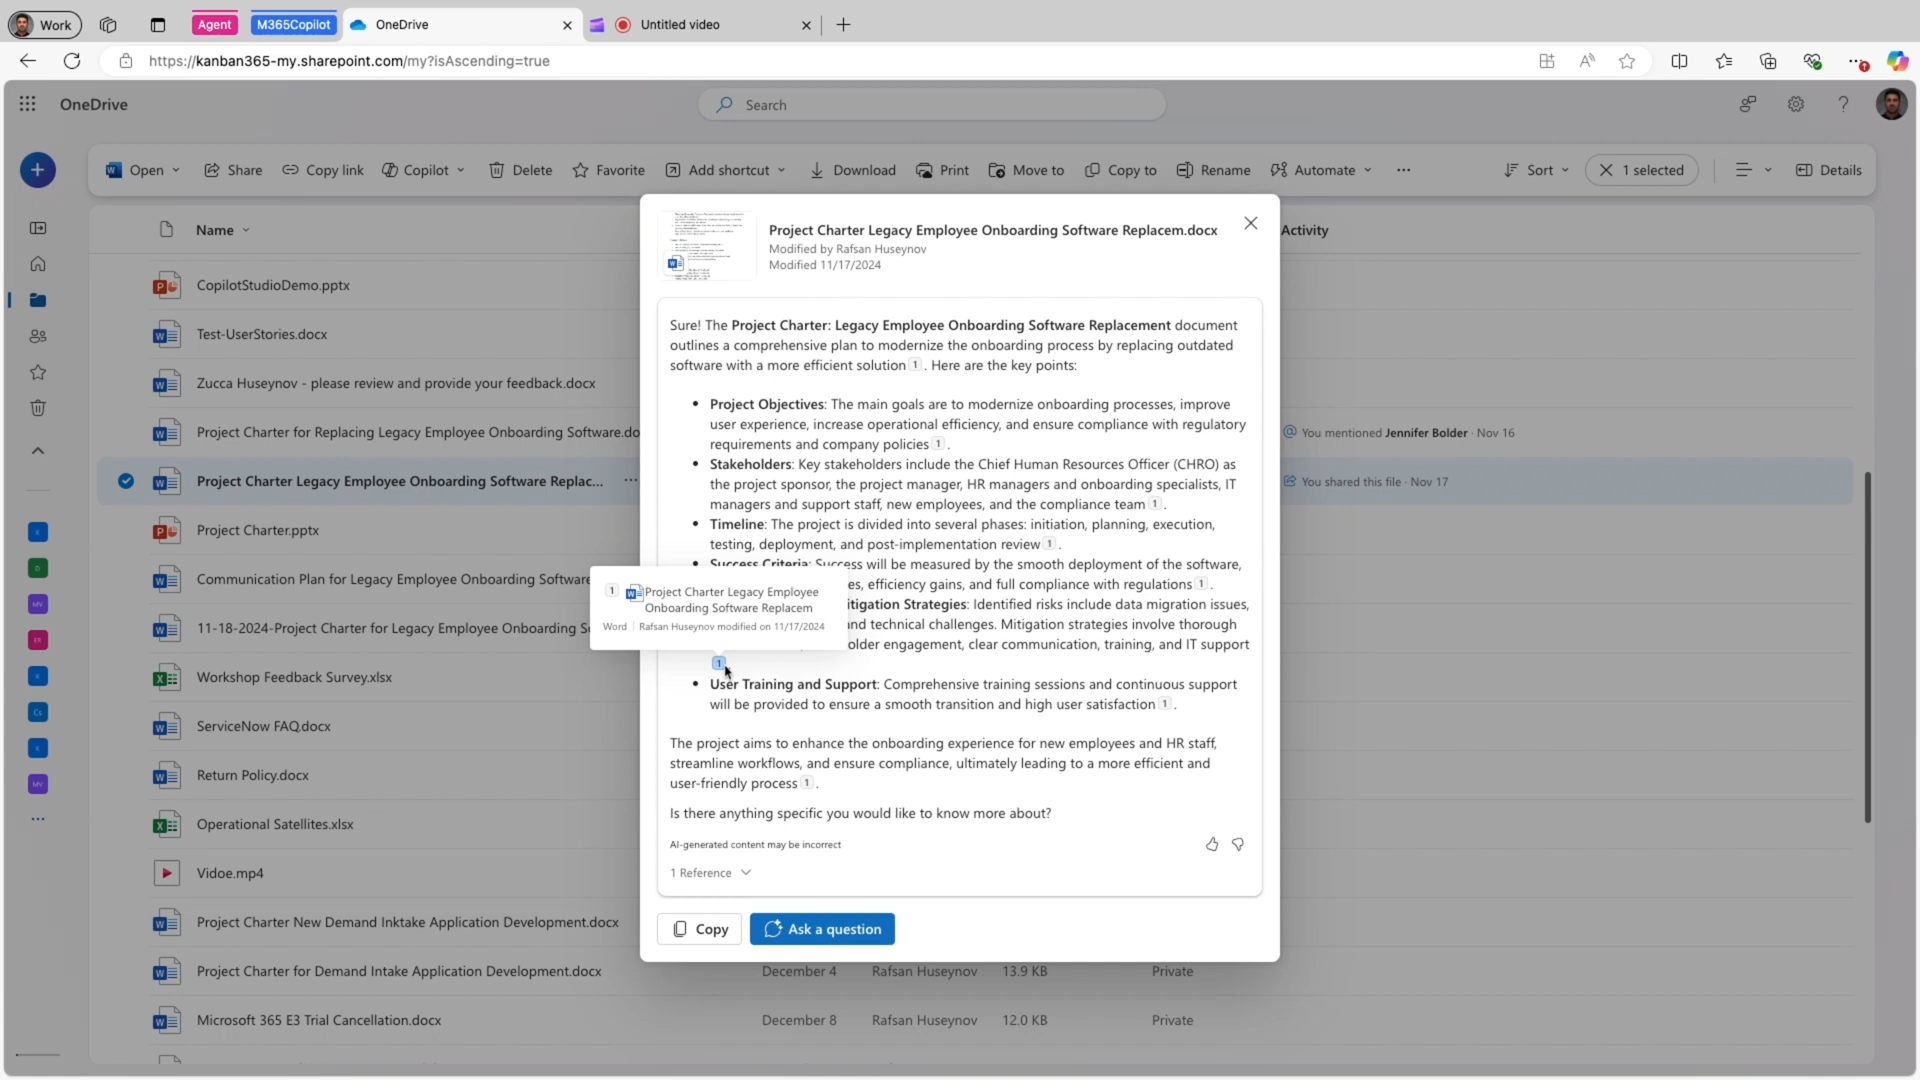 Work
Agent
M365Copilot
OneDrive
Untitled video
https://kanban365-my.sharepoint.com/my?isAscending=true
OneDrive
Search
Open
Share
Copy link
Copilot
Delete
Favorite
Add shortcut
Download
Print
Move to
Copy to
Rename
Automate
Sort
1 selected
Details
Name
Activity
CopilotStudioDemo.pptx
Test-UserStories.docx
Zucca Huseynov - please review and provide your feedback.docx
Project Charter for Replacing Legacy Employee Onboarding Software.do
You mentioned Jennifer Bolder · Nov 16
Project Charter Legacy Employee Onboarding Software Replac...
You shared this file · Nov 17
Project Charter.pptx
Communication Plan for Legacy Employee Onboarding Software
11-18-2024-Project Charter for Legacy Employee Onboarding S
Workshop Feedback Survey.xlsx
ServiceNow FAQ.docx
Return Policy.docx
Operational Satellites.xlsx
Vidoe.mp4
Project Charter New Demand Inktake Application Development.docx
Project Charter for Demand Intake Application Development.docx
December 4
Rafsan Huseynov
13.9 KB
Private
Microsoft 365 E3 Trial Cancellation.docx
December 8
Rafsan Huseynov
12.0 KB
Private
Project Charter Legacy Employee Onboarding Software Replacem.docx
Modified by Rafsan Huseynov
Modified 11/17/2024
Sure! The Project Charter: Legacy Employee Onboarding Software Replacement document
outlines a comprehensive plan to modernize the onboarding process by replacing outdated
software with a more efficient solution 1 . Here are the key points:
• Project Objectives: The main goals are to modernize onboarding processes, improve
user experience, increase operational efficiency, and ensure compliance with regulatory
requirements and company policies 1 .
• Stakeholders: Key stakeholders include the Chief Human Resources Officer (CHRO) as
the project sponsor, the project manager, HR managers and onboarding specialists, IT
managers and support staff, new employees, and the compliance team 1 .
• Timeline: The project is divided into several phases: initiation, planning, execution,
testing, deployment, and post-implementation review 1 .
• Success Criteria: Success will be measured by the smooth deployment of the software,
es, efficiency gains, and full compliance with regulations 1 .
itigation Strategies: Identified risks include data migration issues,
and technical challenges. Mitigation strategies involve thorough
older engagement, clear communication, training, and IT support
1
1 Project Charter Legacy Employee
Onboarding Software Replacem
Word | Rafsan Huseynov modified on 11/17/2024
• User Training and Support: Comprehensive training sessions and continuous support
will be provided to ensure a smooth transition and high user satisfaction 1 .
The project aims to enhance the onboarding experience for new employees and HR staff,
streamline workflows, and ensure compliance, ultimately leading to a more efficient and
user-friendly process 1 .
Is there anything specific you would like to know more about?
AI-generated content may be incorrect
1 Reference
Copy
Ask a question